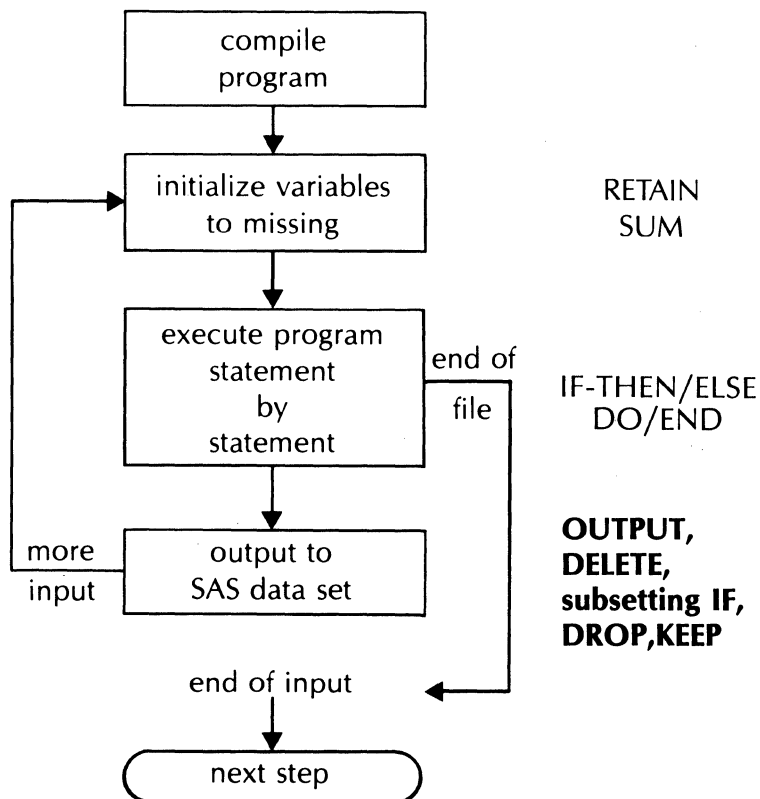 compile
program
initialize variables
to missing
RETAIN
SUM
execute program
statement
by
statement
end of
file
IF-THEN/ELSE
DO/END
more
input
output to
SAS data set
OUTPUT,
DELETE,
subsetting IF,
DROP,KEEP
end of input
next step